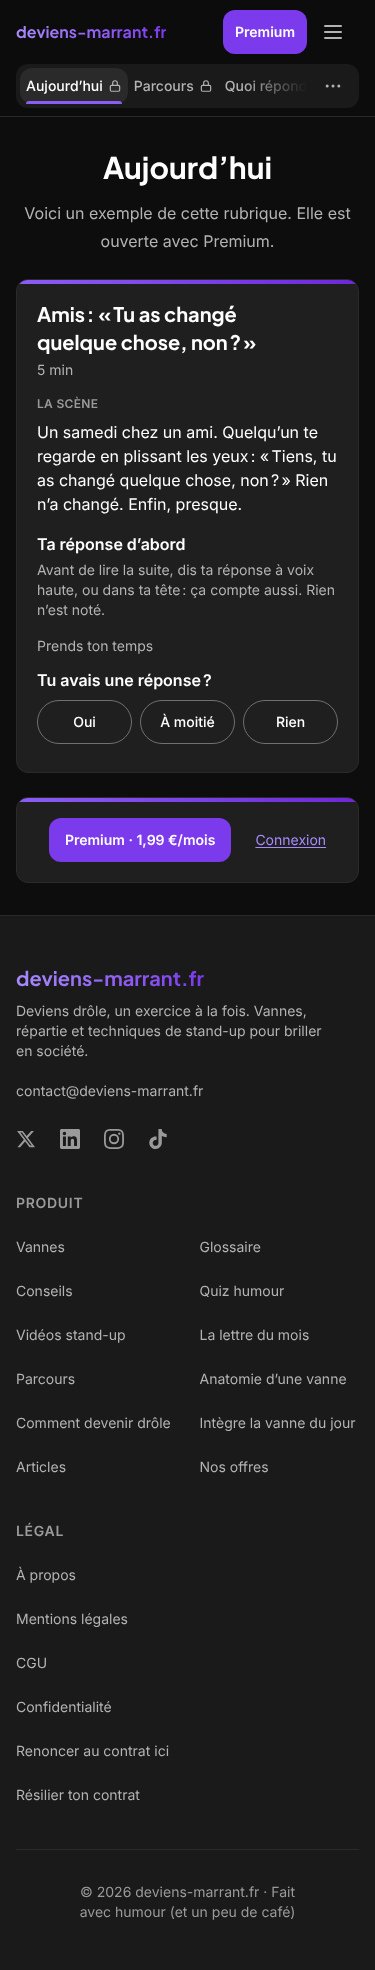 deviens-marrant.fr
Premium
Aujourd’hui
Parcours
Quoi répond
Aujourd’hui
Voici un exemple de cette rubrique. Elle est
ouverte avec Premium.
Amis : « Tu as changé
quelque chose, non ? »
5 min
LA SCÈNE
Un samedi chez un ami. Quelqu’un te
regarde en plissant les yeux : « Tiens, tu
as changé quelque chose, non ? » Rien
n’a changé. Enfin, presque.
Ta réponse d’abord
Avant de lire la suite, dis ta réponse à voix
haute, ou dans ta tête : ça compte aussi. Rien
n’est noté.
Prends ton temps
Tu avais une réponse ?
Oui
À moitié
Rien
Premium · 1,99 €/mois
Connexion
deviens-marrant.fr
Deviens drôle, un exercice à la fois. Vannes,
répartie et techniques de stand-up pour briller
en société.
contact@deviens-marrant.fr
PRODUIT
Vannes
Glossaire
Conseils
Quiz humour
Vidéos stand-up
La lettre du mois
Parcours
Anatomie d’une vanne
Comment devenir drôle
Intègre la vanne du jour
Articles
Nos offres
LÉGAL
À propos
Mentions légales
CGU
Confidentialité
Renoncer au contrat ici
Résilier ton contrat
© 2026 deviens-marrant.fr · Fait
avec humour (et un peu de café)